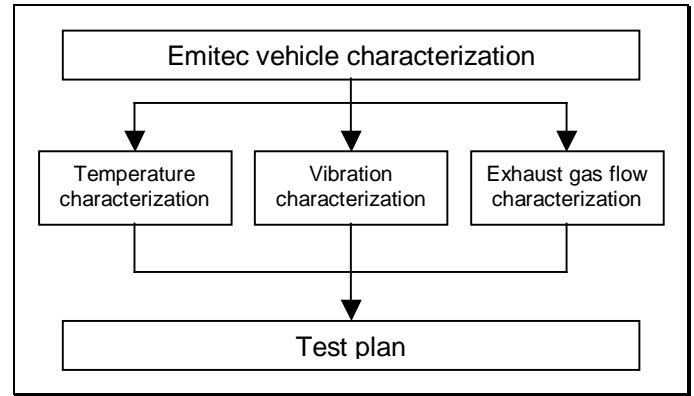 Emitec vehicle characterization
Temperature
characterization
Vibration
characterization
Exhaust gas flow
characterization
Test plan